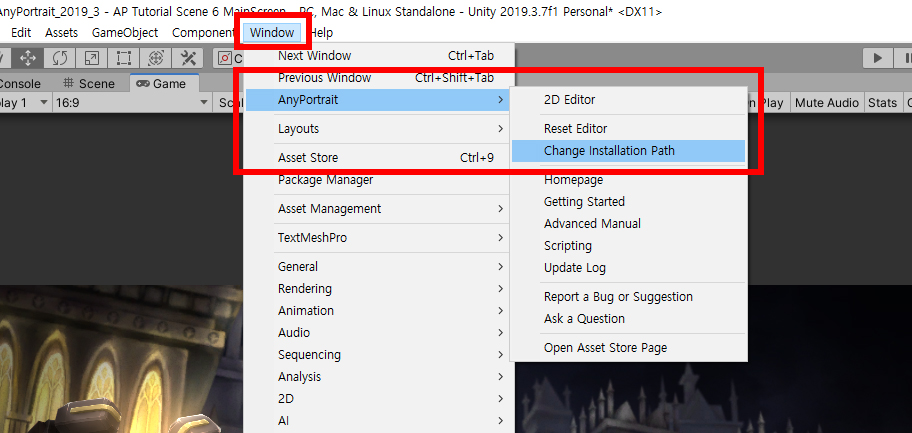 AnyPortrait_2019_3 - AP Tutorial Scene 6 MainScreen - PC, Mac & Linux Standalone - Unity 2019.3.7f1 Personal* <DX11>
Edit Assets GameObject Component Window Help
Console Scene Game
play 1 16:9 Scal Play Mute Audio Stats
Next Window Ctrl+Tab
Previous Window Ctrl+Shift+Tab
AnyPortrait
Layouts
Asset Store Ctrl+9
Package Manager
Asset Management
TextMeshPro
General
Rendering
Animation
Audio
Sequencing
Analysis
2D
AI
2D Editor
Reset Editor
Change Installation Path
Homepage
Getting Started
Advanced Manual
Scripting
Update Log
Report a Bug or Suggestion
Ask a Question
Open Asset Store Page